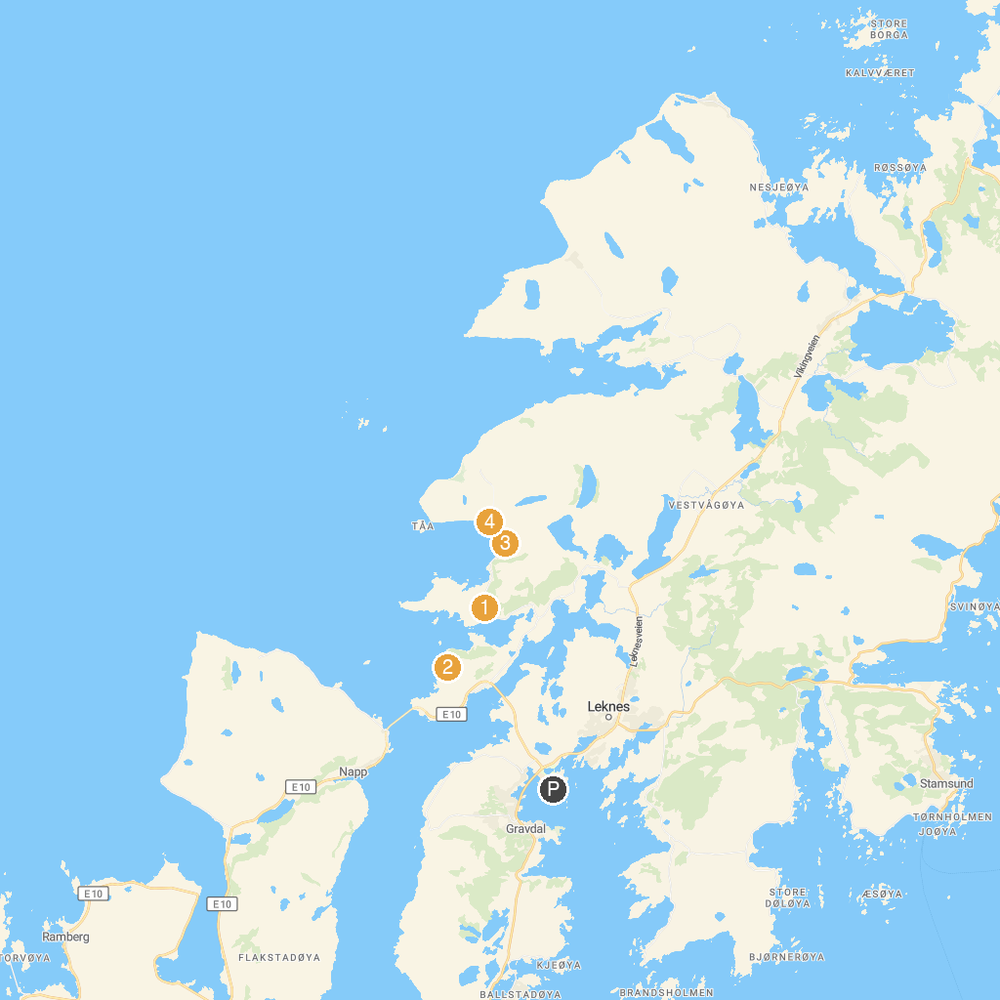 STORE
BORGA
KALVVÆRET
RØSSØYA
NESJEØYA
Vikingveien
VESTVÅGØYA
TÅA
4
3
1
SVINØYA
Leknesveien
2
Leknes
E10
Napp
E10
P
Stamsund
TØRNHOLMEN
JOØYA
Gravdal
E10
E10
STORE
DØLØYA
ÆSØYA
Ramberg
TORVØYA
FLAKSTADØYA
KJEØYA
BJØRNERØYA
BALLSTADØYA
BRANDSHOLMEN